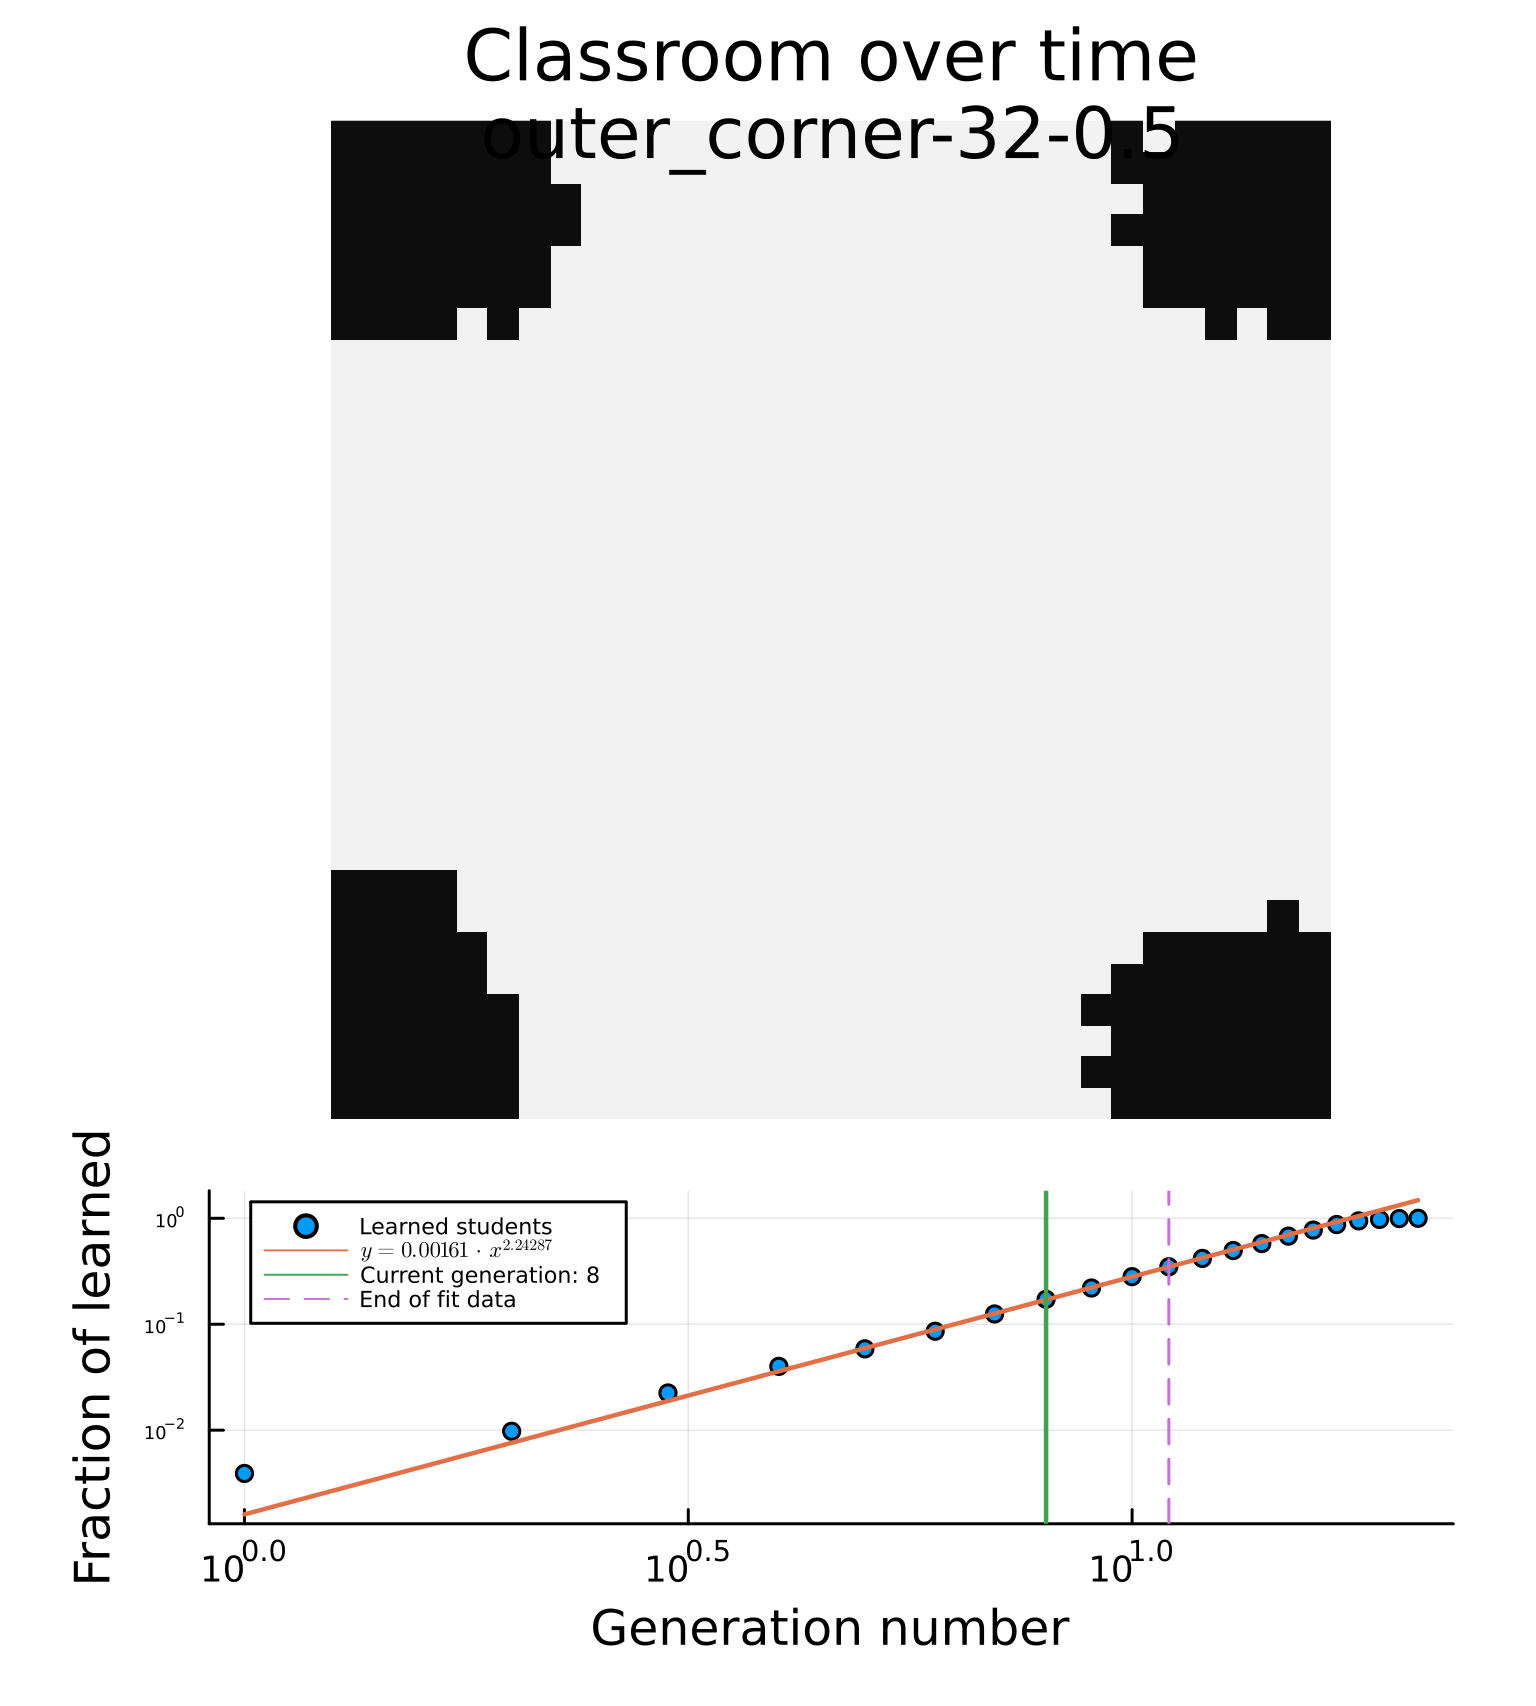 Classroom over time
outer_corner-32-0.5
Fraction of learned
10^0
10^−1
10^−2
Learned students
y = 0.00161 · x^2.24287
Current generation: 8
End of fit data
10^0.0
10^0.5
10^1.0
Generation number